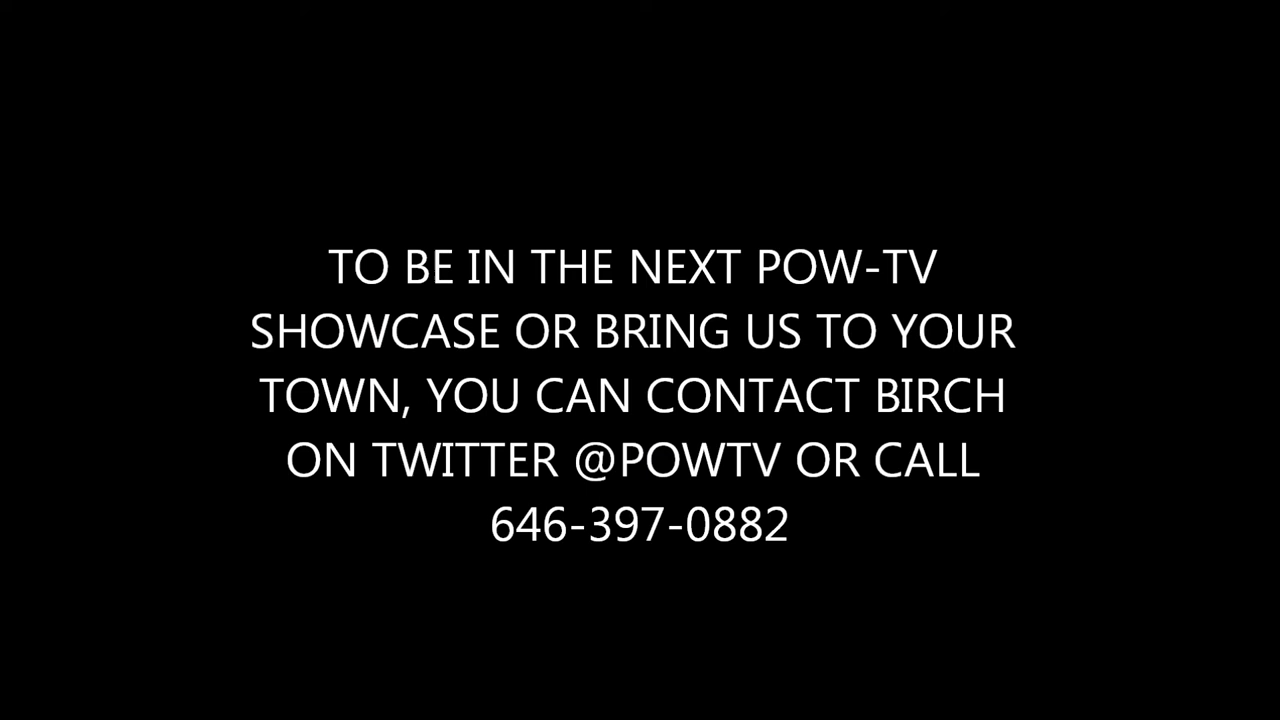 TO BE IN THE NEXT POW-TV
SHOWCASE OR BRING US TO YOUR
TOWN, YOU CAN CONTACT BIRCH
ON TWITTER @POWTV OR CALL
646-397-0882